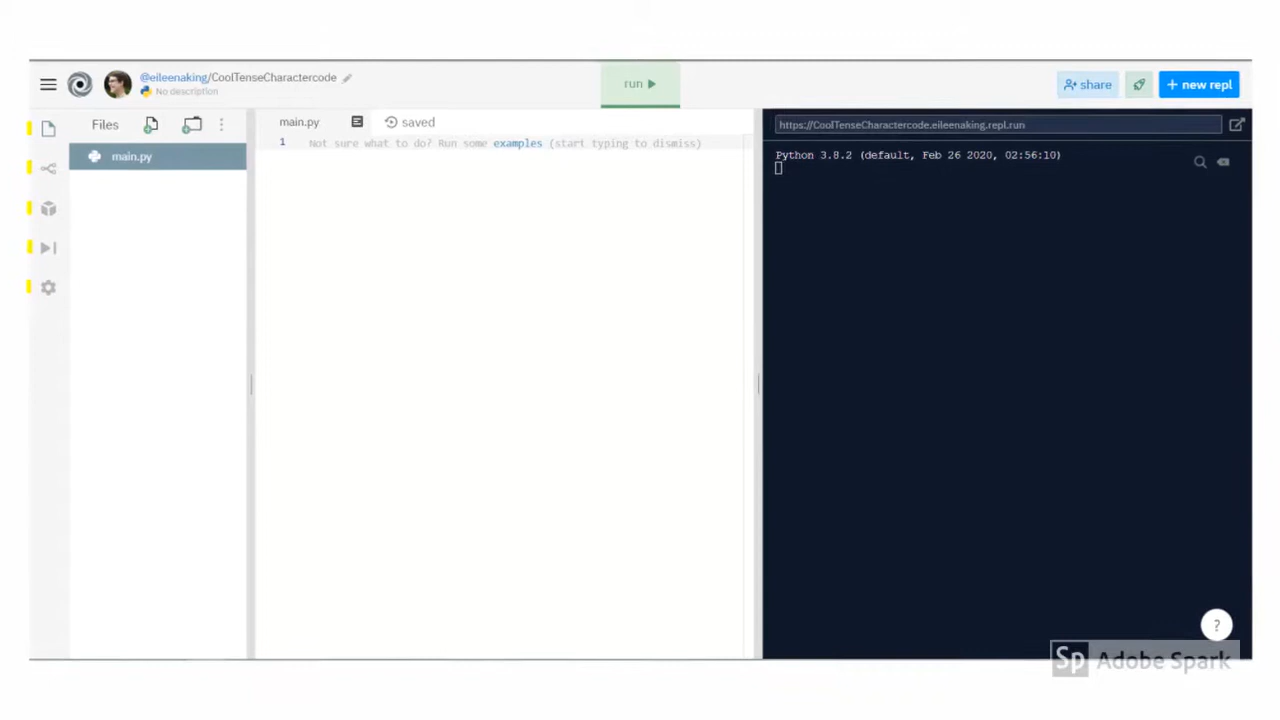 @eileenaking/CoolTenseCharactercode
No description
run
share
+ new repl
Files
main.py
saved
main.py
1 Not sure what to do? Run some examples (start typing to dismiss)
https://CoolTenseCharactercode.eileenaking.repl.run
Python 3.8.2 (default, Feb 26 2020, 02:56:10)
?
Sp Adobe Spark